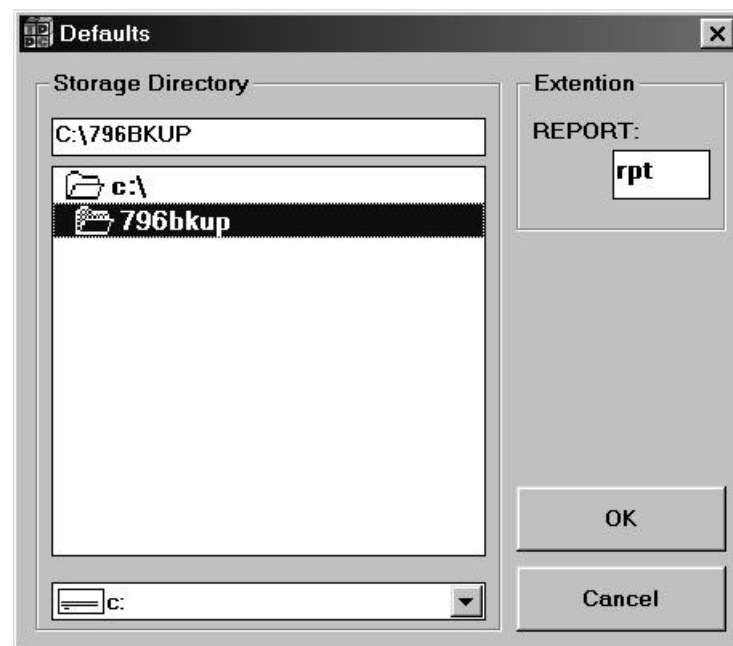 Defaults
Storage Directory
C:\796BKUP
c:\
796bkup
c:
Extention
REPORT:
rpt
OK
Cancel